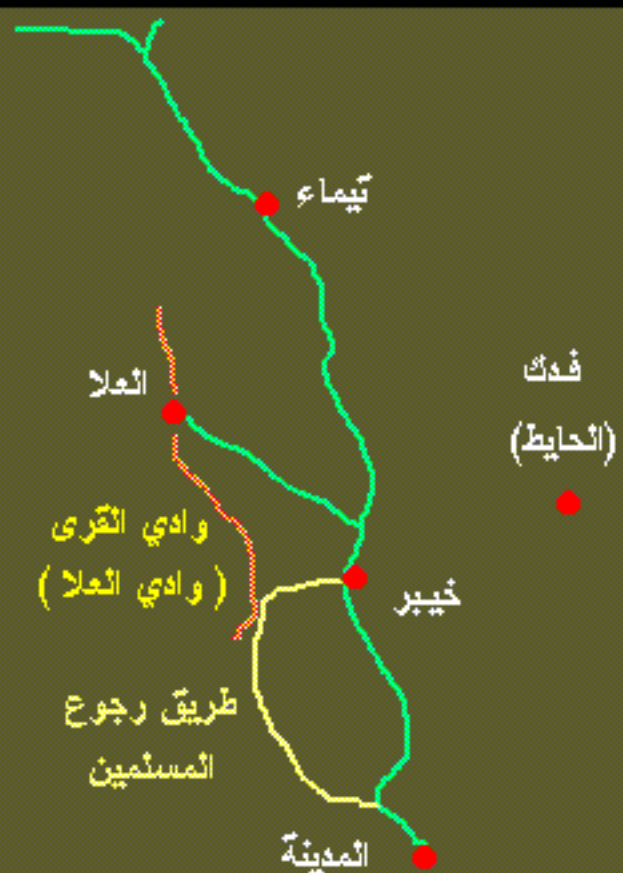 تيماء
العلا
فدك
(الحايط)
وادي القرى
( وادي العلا )
خيبر
طريق رجوع
المسلمين
المدينة